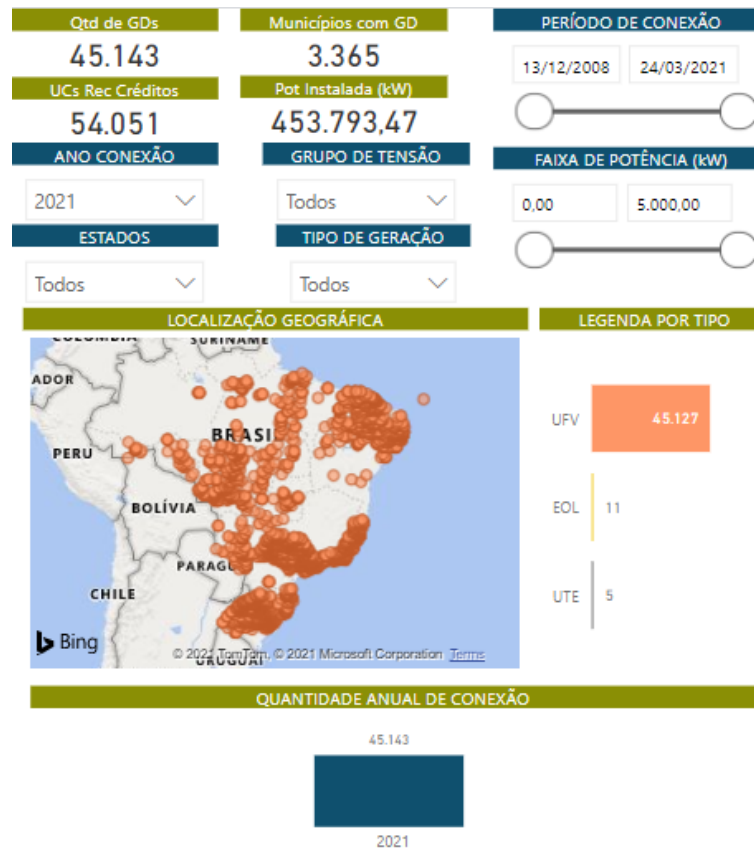 Qtd de GDs
45.143
Municípios com GD
3.365
UCs Rec Créditos
54.051
Pot Instalada (kW)
453.793,47
PERÍODO DE CONEXÃO
13/12/2008
24/03/2021
ANO CONEXÃO
2021
GRUPO DE TENSÃO
Todos
FAIXA DE POTÊNCIA (kW)
0,00
5.000,00
ESTADOS
Todos
TIPO DE GERAÇÃO
Todos
LOCALIZAÇÃO GEOGRÁFICA
COLOMBIA
SURINAME
ADOR
BRASI
PERU
BOLÍVIA
PARAGU
CHILE
URUGUAI
Bing
© 2021 TomTom, © 2021 Microsoft Corporation Terms
LEGENDA POR TIPO
UFV 45.127
EOL 11
UTE 5
QUANTIDADE ANUAL DE CONEXÃO
45.143
2021